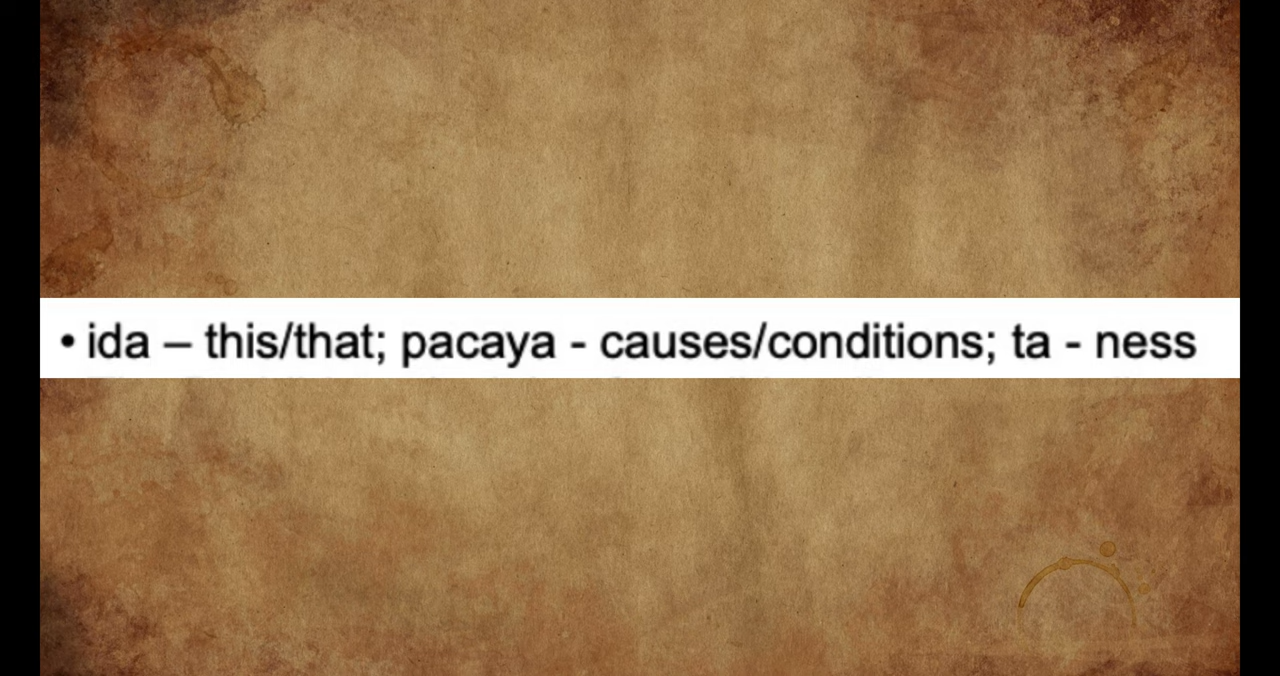 • ida – this/that; pacaya - causes/conditions; ta - ness